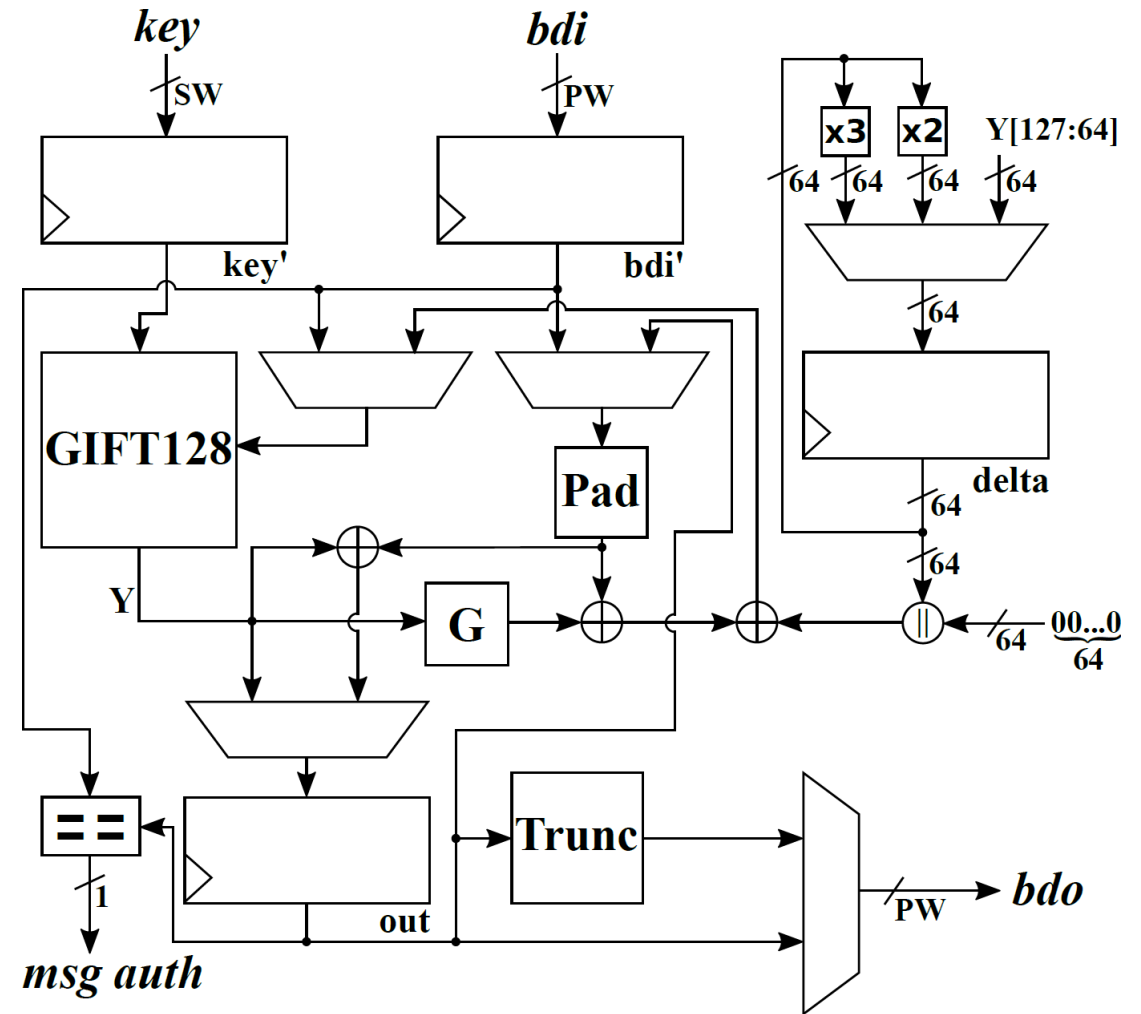 key
bdi
SW
PW
x3
x2
Y[127:64]
64
64
64
64
key'
bdi'
64
GIFT128
Pad
delta
64
64
Y
G
||
64
00...0
64
==
Trunc
1
out
PW
bdo
msg auth